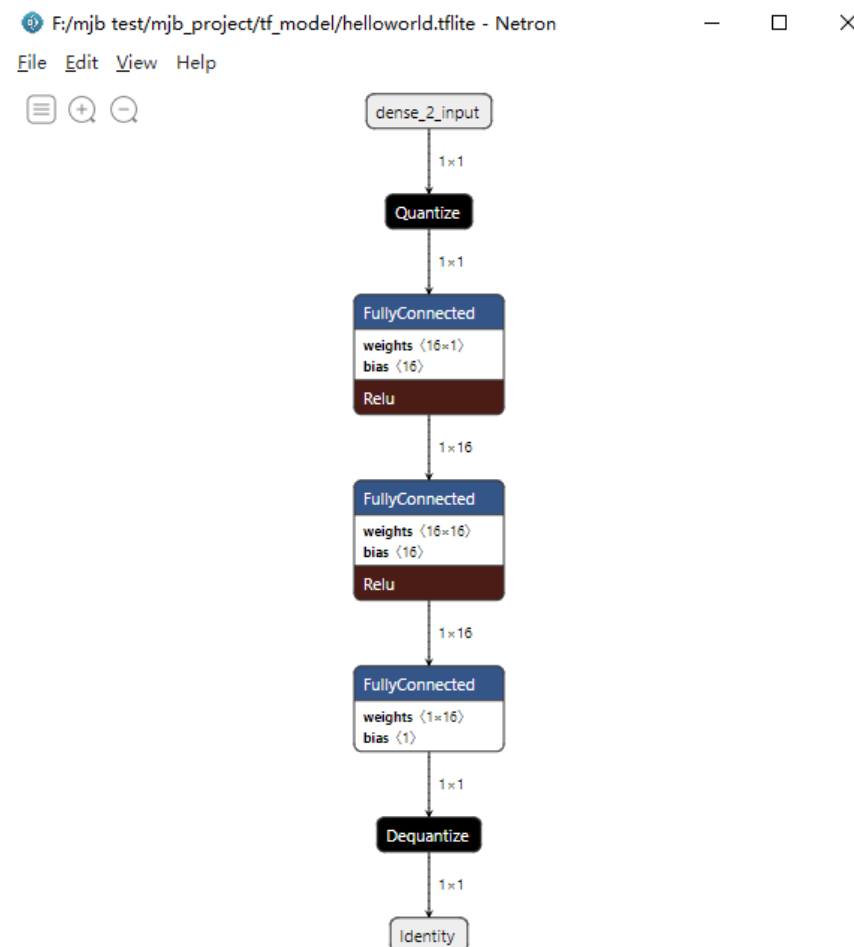 F:/mjb test/mjb_project/tf_model/helloworld.tflite - Netron
File Edit View Help
dense_2_input
1×1
Quantize
1×1
FullyConnected
weights 〈16×1〉
bias 〈16〉
Relu
1×16
FullyConnected
weights 〈16×16〉
bias 〈16〉
Relu
1×16
FullyConnected
weights 〈1×16〉
bias 〈1〉
1×1
Dequantize
1×1
Identity